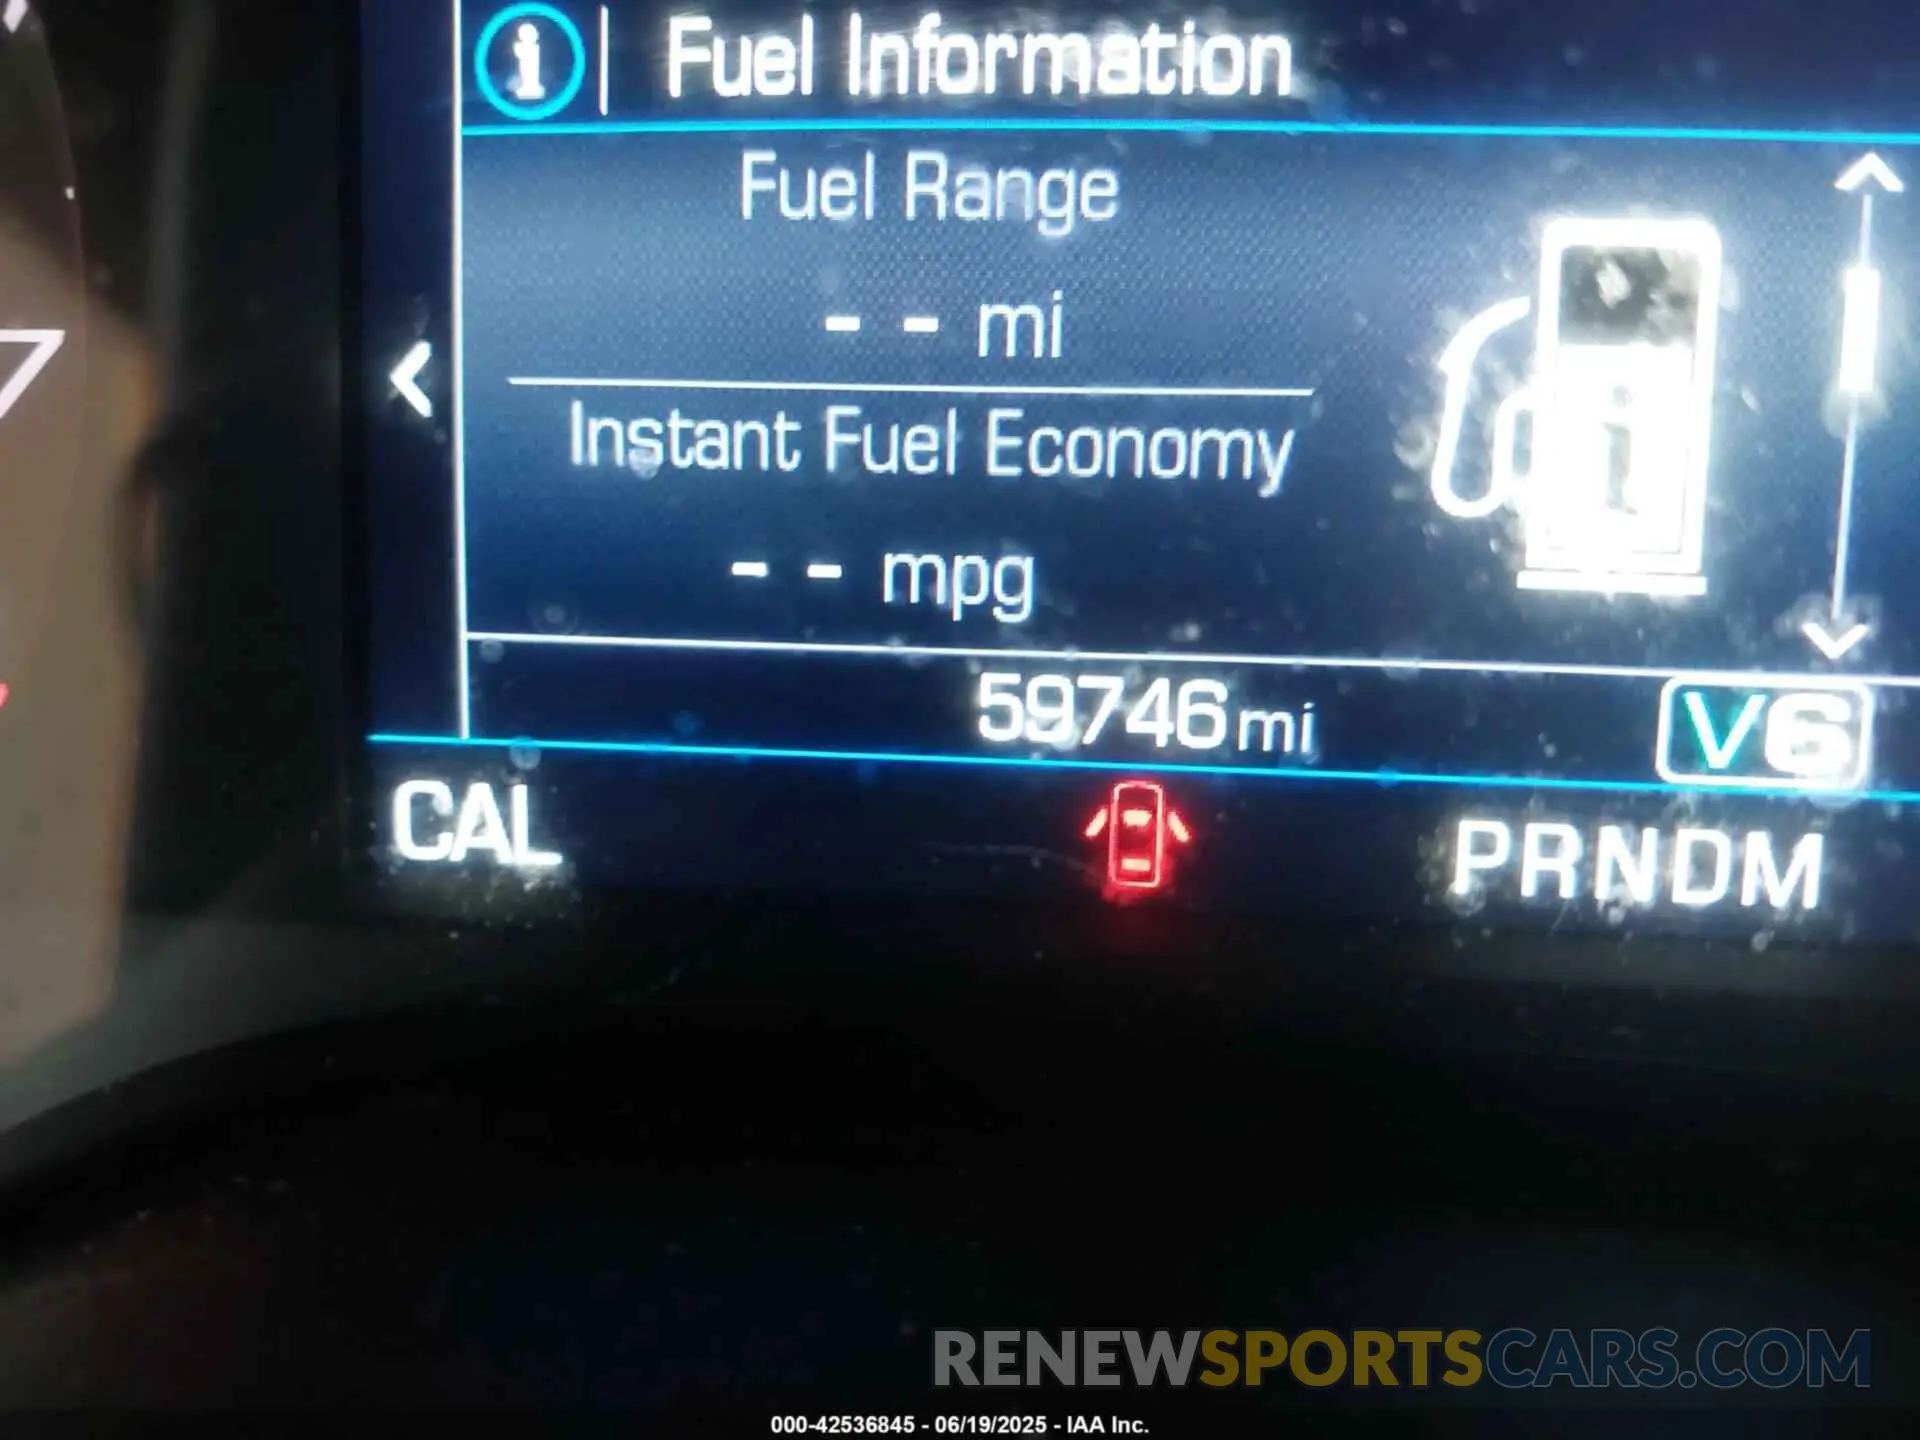 Fuel Information
Fuel Range
- - mi
Instant Fuel Economy
- - mpg
59746 mi
V6
CAL
PRNDM
7
RENEWSPORTSCARS.COM
000-42536845 - 06/19/2025 - IAA Inc.